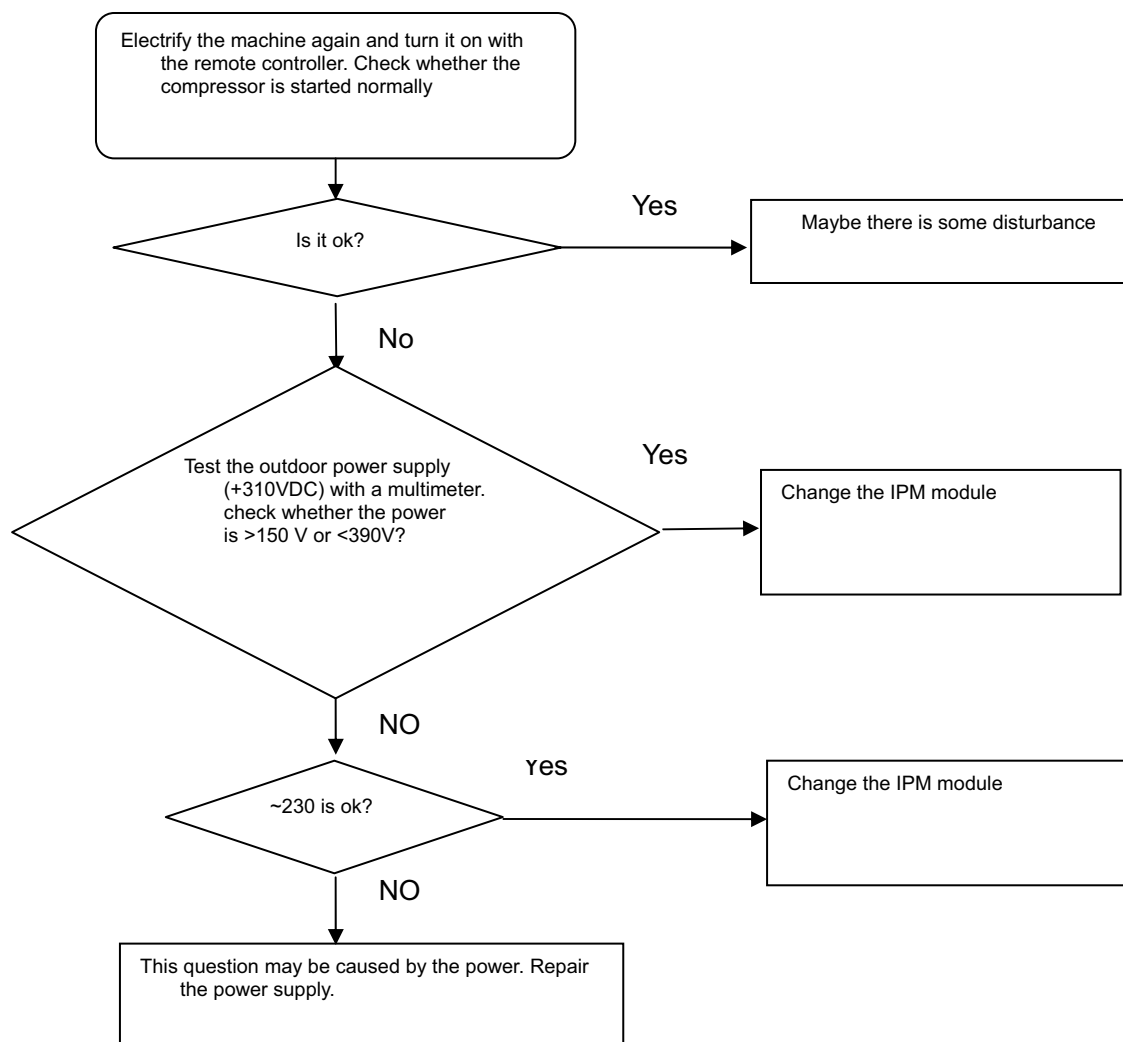 Electrify the machine again and turn it on with
the remote controller. Check whether the
compressor is started normally
Yes
Is it ok?
Maybe there is some disturbance
No
Yes
Test the outdoor power supply
(+310VDC) with a multimeter.
check whether the power
is >150 V or <390V?
Change the IPM module
NO
Yes
~230 is ok?
Change the IPM module
NO
This question may be caused by the power. Repair
the power supply.